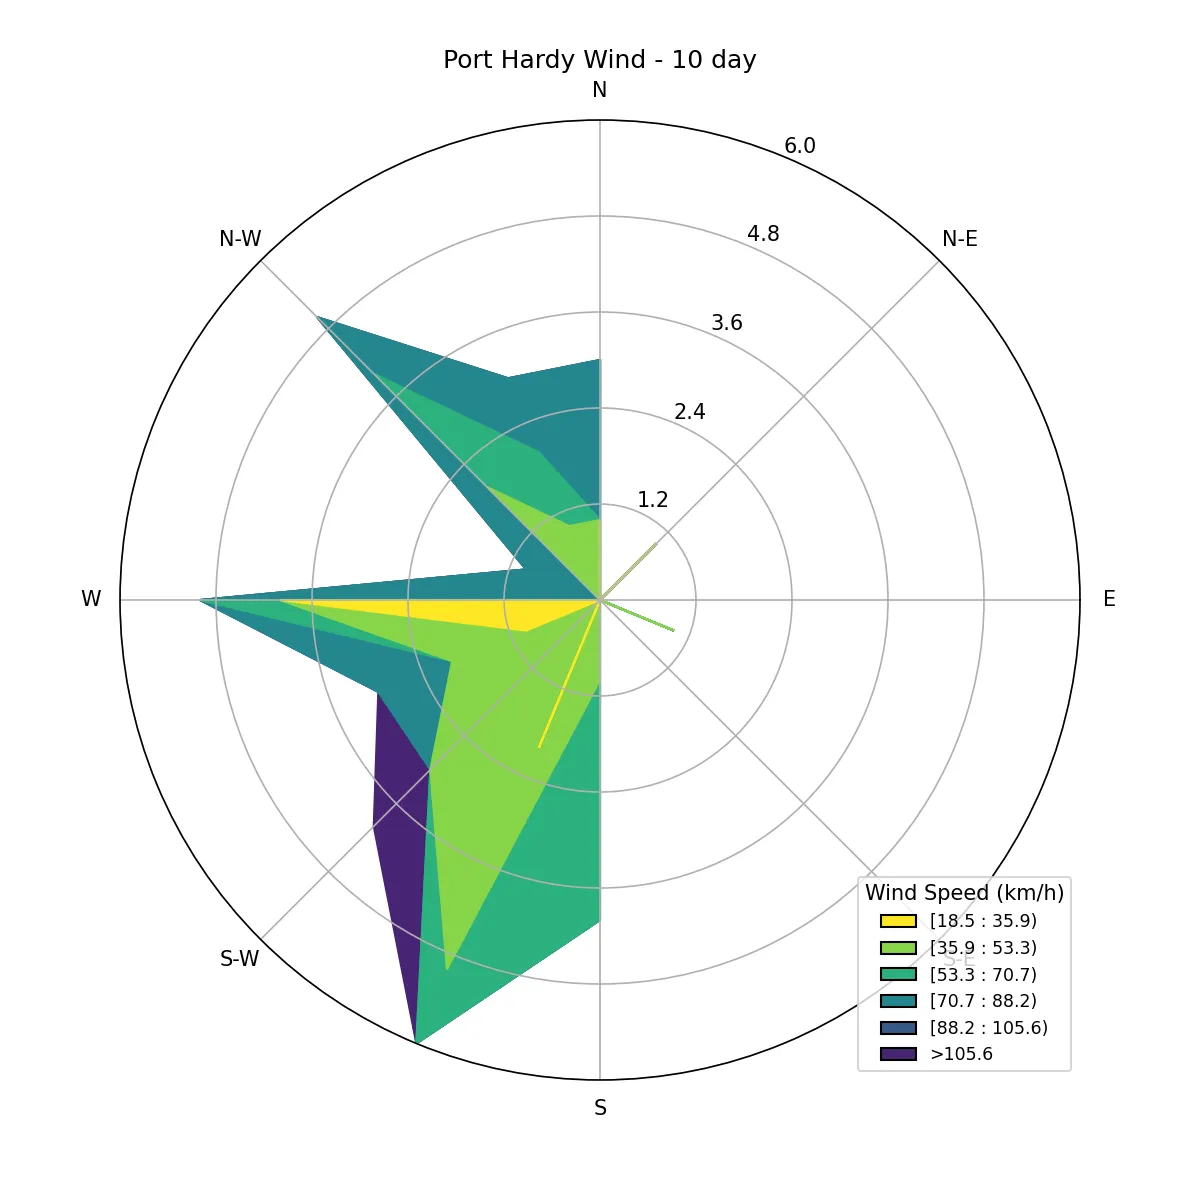 Port Hardy Wind - 10 day
N
6.0
N-W
4.8
N-E
3.6
2.4
1.2
W
E
S-W
S-E
S
Wind Speed (km/h)
[18.5 : 35.9)
[35.9 : 53.3)
[53.3 : 70.7)
[70.7 : 88.2)
[88.2 : 105.6)
>105.6